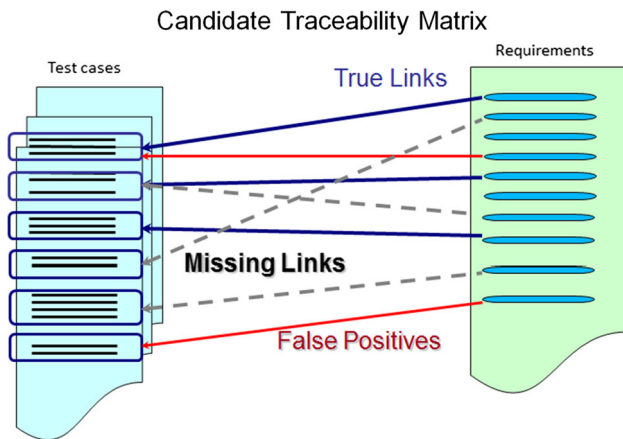 Candidate Traceability Matrix
Test cases
Requirements
True Links
Missing Links
False Positives